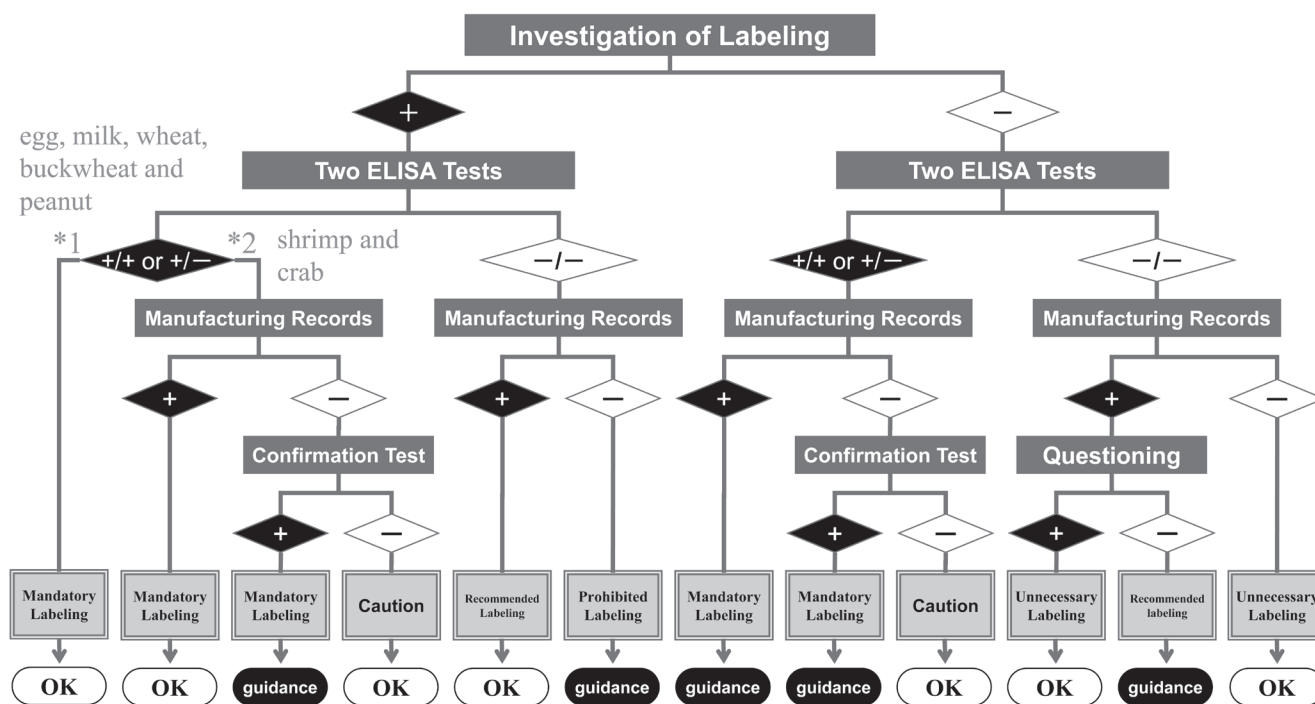 Investigation of Labeling
+
−
egg, milk, wheat,
buckwheat and
peanut
Two ELISA Tests
Two ELISA Tests
*1
+/+ or +/−
*2
shrimp and
crab
−/−
+/+ or +/−
−/−
Manufacturing Records
Manufacturing Records
Manufacturing Records
Manufacturing Records
+
−
+
−
+
−
+
−
Confirmation Test
Confirmation Test
Questioning
+
−
+
−
+
−
Mandatory
Labeling
Mandatory
Labeling
Mandatory
Labeling
Caution
Recommended
Labeling
Prohibited
Labeling
Mandatory
Labeling
Mandatory
Labeling
Caution
Unnecessary
Labeling
Recommended
labeling
Unnecessary
Labeling
OK
OK
guidance
OK
OK
guidance
guidance
guidance
OK
OK
guidance
OK